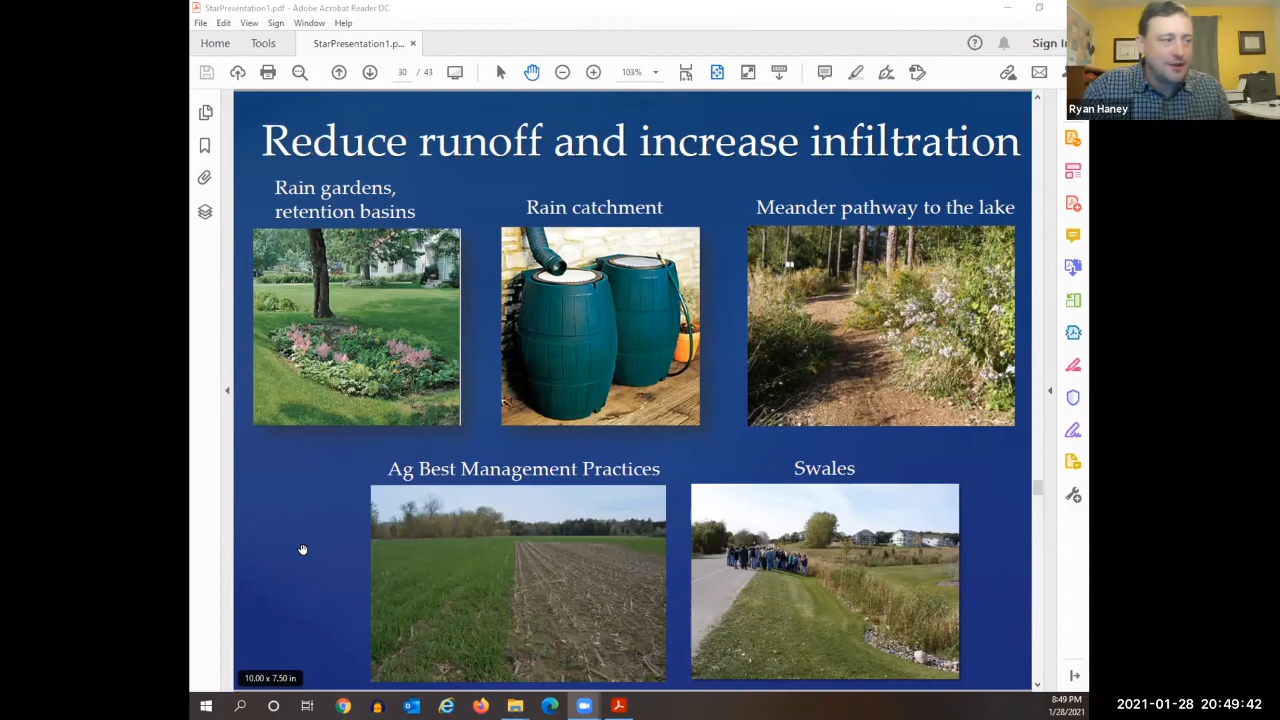 StarPresentation1.pdf - Adobe Acrobat Reader DC
File Edit View Sign Window Help
Home Tools StarPresentation1.p... × Sign In
30 / 43 103%
Ryan Haney
Reduce runoff and increase infiltration
Rain gardens,
retention basins
Rain catchment
Meander pathway to the lake
Ag Best Management Practices
Swales
10.00 x 7.50 in
8:49 PM
1/28/2021
2021-01-28 20:49:42